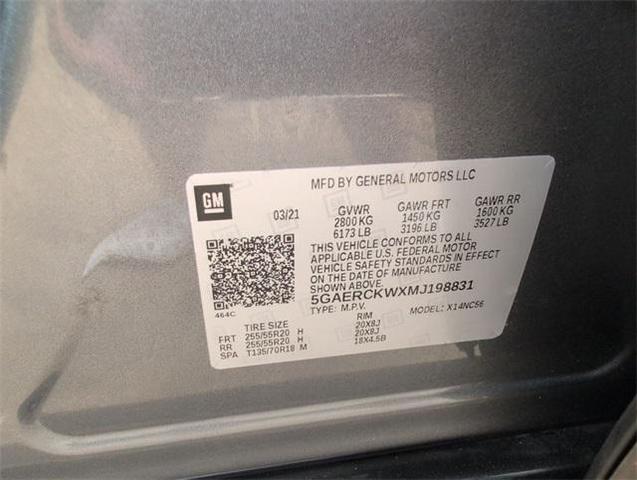 MFD BY GENERAL MOTORS LLC
GM
03/21 GVWR GAWR FRT GAWR RR
2800 KG 1450 KG 1600 KG
6173 LB 3196 LB 3527 LB
THIS VEHICLE CONFORMS TO ALL
APPLICABLE U.S. FEDERAL MOTOR
VEHICLE SAFETY STANDARDS IN EFFECT
ON THE DATE OF MANUFACTURE
SHOWN ABOVE.
5GAERCKWXMJ198831
464C TYPE: M.P.V. MODEL: X14NC56
TIRE SIZE RIM
FRT 255/55R20 H 20X8J
RR 255/55R20 H 20X8J
SPA T135/70R18 M 18X4.5B